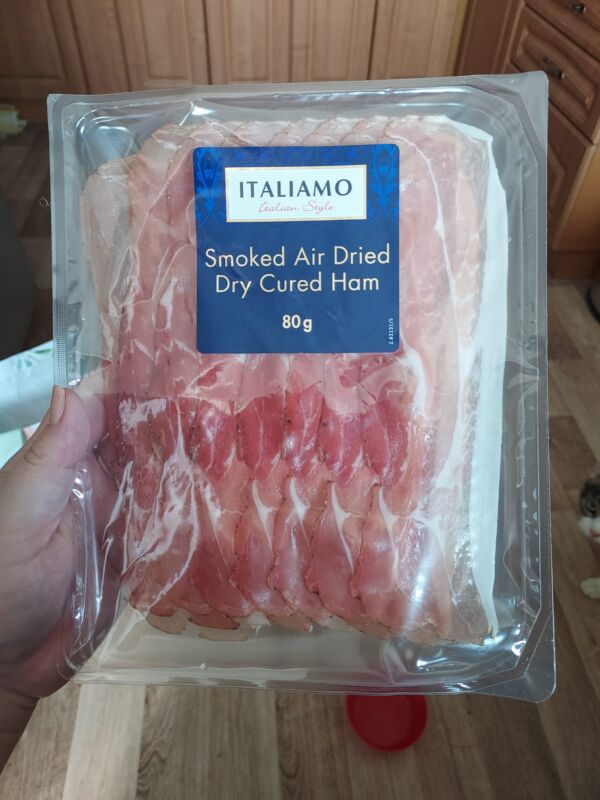 ITALIAMO
Italian Style
Smoked Air Dried
Dry Cured Ham
80g